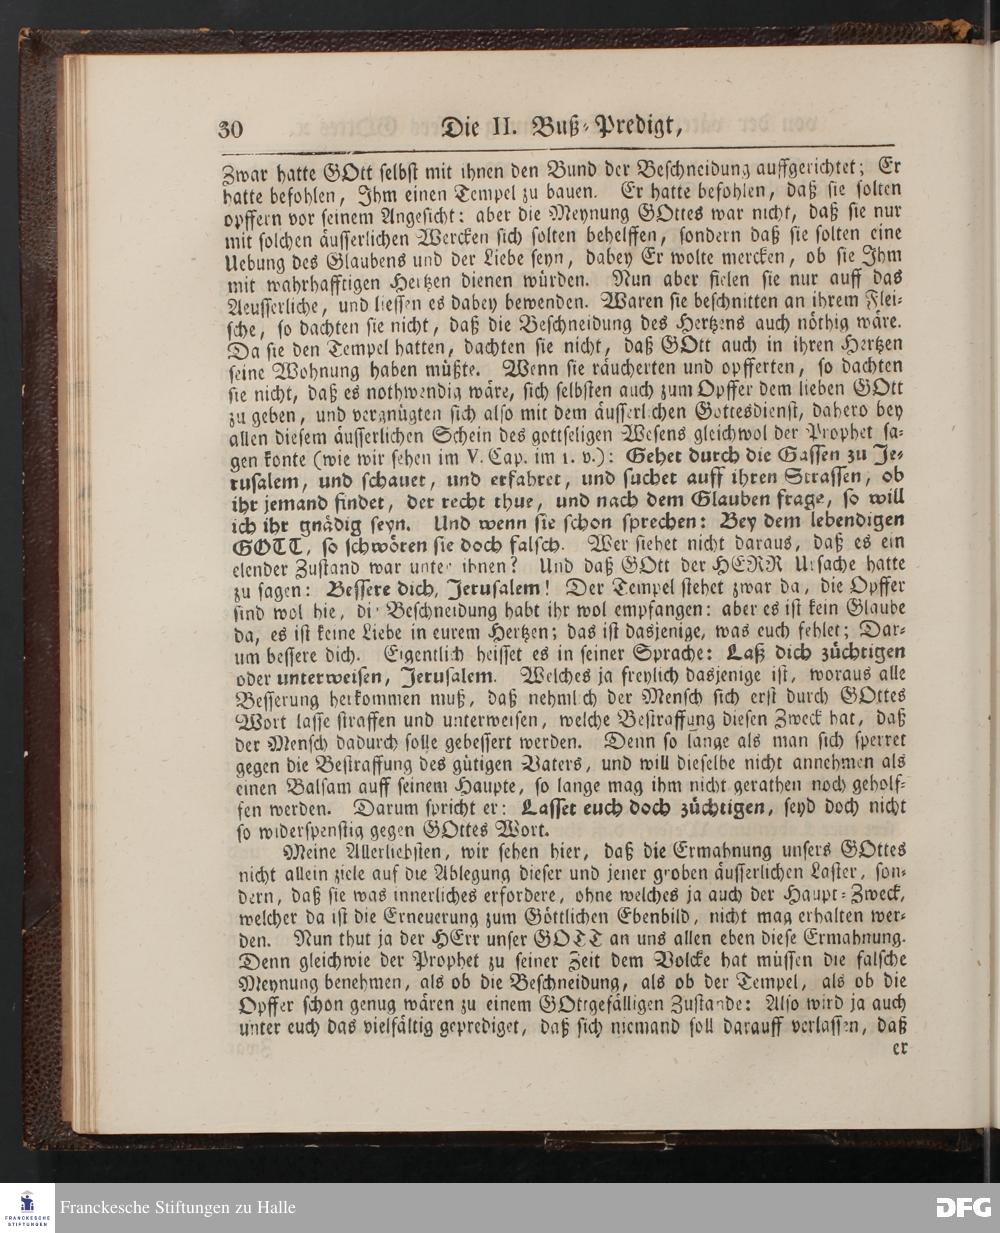 30 Die II. Buß-Predigt,
Zwar hatte GOtt selbst mit ihnen den Bund der Beschneidung auffgerichtet; Er
hatte befohlen, Ihm einen Tempel zu bauen. Er hatte befohlen, daß sie solten
opffern vor seinem Angesicht: aber die Meynung GOttes war nicht, daß sie nur
mit solchen äusserlichen Wercken sich solten behelffen, sondern daß sie solten eine
Uebung des Glaubens und der Liebe seyn, dabey Er wolte mercken, ob sie Ihm
mit wahrhafftigen Hertzen dienen würden. Nun aber fielen sie nur auff das
Aeusserliche, und liessen es dabey bewenden. Waren sie beschnitten an ihrem Flei-
sche, so dachten sie nicht, daß die Beschneidung des Hertzens auch nöthig wäre.
Da sie den Tempel hatten, dachten sie nicht, daß GOtt auch in ihren Hertzen
seine Wohnung haben müßte. Wenn sie räucherten und opfferten, so dachten
sie nicht, daß es nothwendig wäre, sich selbsten auch zum Opffer dem lieben GOtt
zu geben, und vergnügten sich also mit dem äusserlichen Gottesdienst, dahero bey
allen diesem äusserlichen Schein des gottseligen Wesens gleichwol der Prophet sa-
gen konte (wie wir sehen im V. Cap. im 1. v.): Gehet durch die Gassen zu Je-
rusalem, und schauet, und erfahret, und suchet auff ihren Strassen, ob
ihr jemand findet, der recht thue, und nach dem Glauben frage, so will
ich ihr gnädig seyn. Und wenn sie schon sprechen: Bey dem lebendigen
GOTT, so schwören sie doch falsch. Wer siehet nicht daraus, daß es ein
elender Zustand war unter ihnen? Und daß GOtt der HERR Ursache hatte
zu sagen: Bessere dich, Jerusalem! Der Tempel stehet zwar da, die Opffer
sind wol hie, die Beschneidung habt ihr wol empfangen: aber es ist kein Glaube
da, es ist keine Liebe in eurem Hertzen; das ist dasjenige, was euch fehlet; Dar-
um bessere dich. Eigentlich heisset es in seiner Sprache: Laß dich züchtigen
oder unterweisen, Jerusalem. Welches ja freylich dasjenige ist, woraus alle
Besserung herkommen muß, daß nehmlich der Mensch sich erst durch GOttes
Wort lasse straffen und unterweisen, welche Bestraffung diesen Zweck hat, daß
der Mensch dadurch solle gebessert werden. Denn so lange als man sich sperret
gegen die Bestraffung des gütigen Vaters, und will dieselbe nicht annehmen als
einen Balsam auff seinem Haupte, so lange mag ihm nicht gerathen noch geholf-
fen werden. Darum spricht er: Lasset euch doch züchtigen, seyd doch nicht
so widerspenstig gegen GOttes Wort.
Meine Allerliebsten, wir sehen hier, daß die Ermahnung unsers GOttes
nicht allein ziele auf die Ablegung dieser und jener groben äusserlichen Laster, son-
dern, daß sie was innerliches erfordere, ohne welches ja auch der Haupt-Zweck,
welcher da ist die Erneuerung zum Göttlichen Ebenbild, nicht mag erhalten wer-
den. Nun thut ja der HErr unser GOTT an uns allen eben diese Ermahnung.
Denn gleichwie der Prophet zu seiner Zeit dem Volcke hat müssen die falsche
Meynung benehmen, als ob die Beschneidung, als ob der Tempel, als ob die
Opffer schon genug wären zu einem GOttgefälligen Zustande: Also wird ja auch
unter euch das vielfältig geprediget, daß sich niemand soll darauff verlassen, daß
er
FRANCKESCHE
STIFTUNGEN
Franckesche Stiftungen zu Halle
DFG